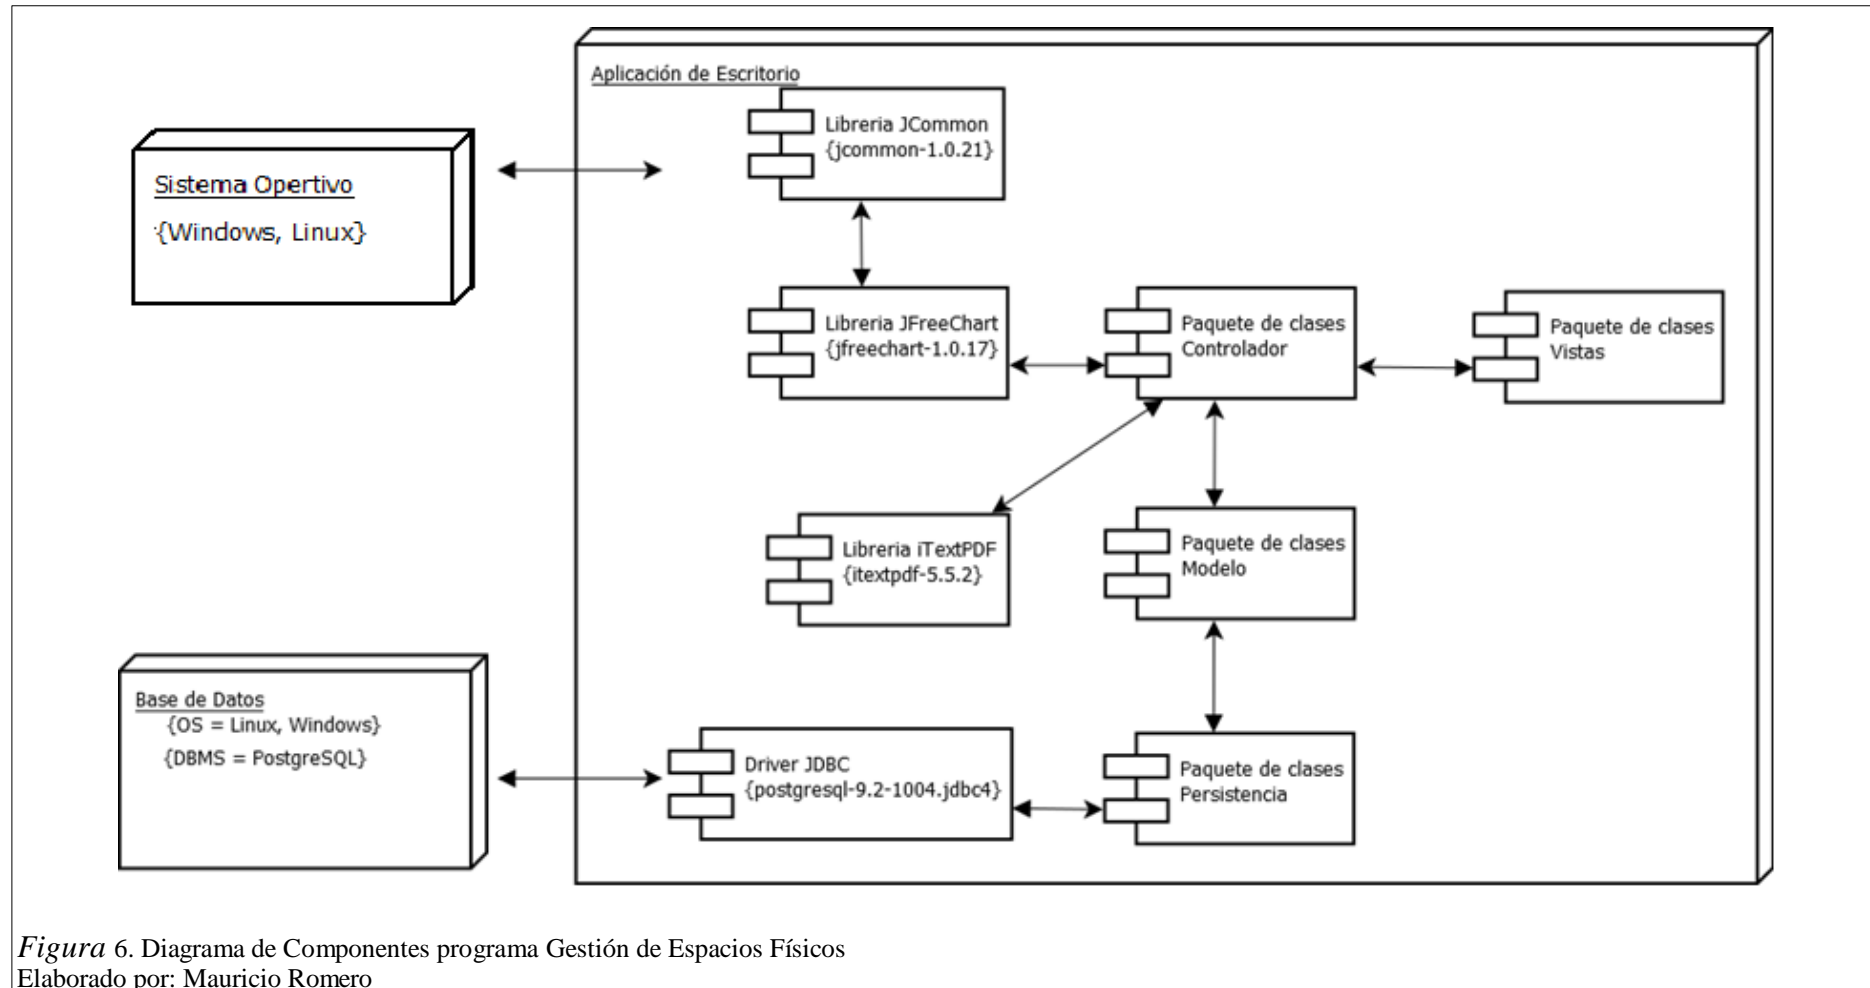 Aplicación de Escritorio
Libreria JCommon
{jcommon-1.0.21}
Sistema Opertivo
{Windows, Linux}
Libreria JFreeChart
{jfreechart-1.0.17}
Paquete de clases
Controlador
Paquete de clases
Vistas
Libreria iTextPDF
{itextpdf-5.5.2}
Paquete de clases
Modelo
Base de Datos
{OS = Linux, Windows}
{DBMS = PostgreSQL}
Driver JDBC
{postgresql-9.2-1004.jdbc4}
Paquete de clases
Persistencia
Figura 6. Diagrama de Componentes programa Gestión de Espacios Físicos
Elaborado por: Mauricio Romero